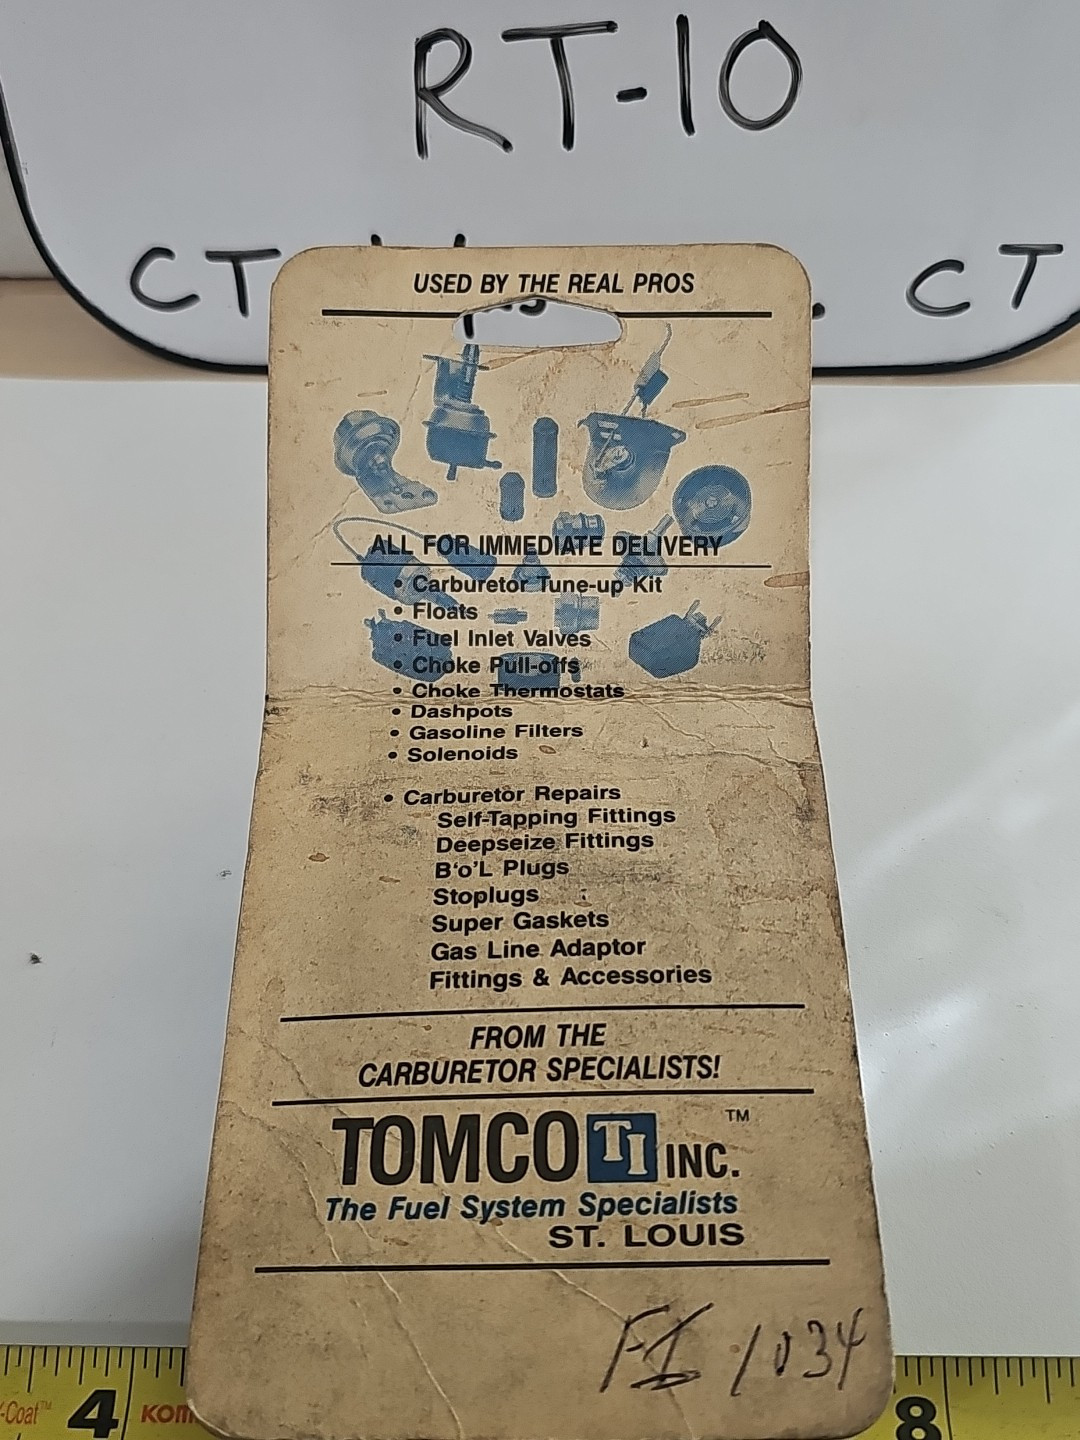 RT-10
CT
CT
USED BY THE REAL PROS
ALL FOR IMMEDIATE DELIVERY
• Carburetor Tune-up Kit
• Floats
• Fuel Inlet Valves
• Choke Pull-offs
• Choke Thermostats
• Dashpots
• Gasoline Filters
• Solenoids
• Carburetor Repairs
Self-Tapping Fittings
Deepseize Fittings
B'o'L Plugs
Stoplugs
Super Gaskets
Gas Line Adaptor
Fittings & Accessories
FROM THE
CARBURETOR SPECIALISTS!
TOMCO TI INC.™
The Fuel System Specialists
ST. LOUIS
FI 1034
-Coat™ 4 KOM 8